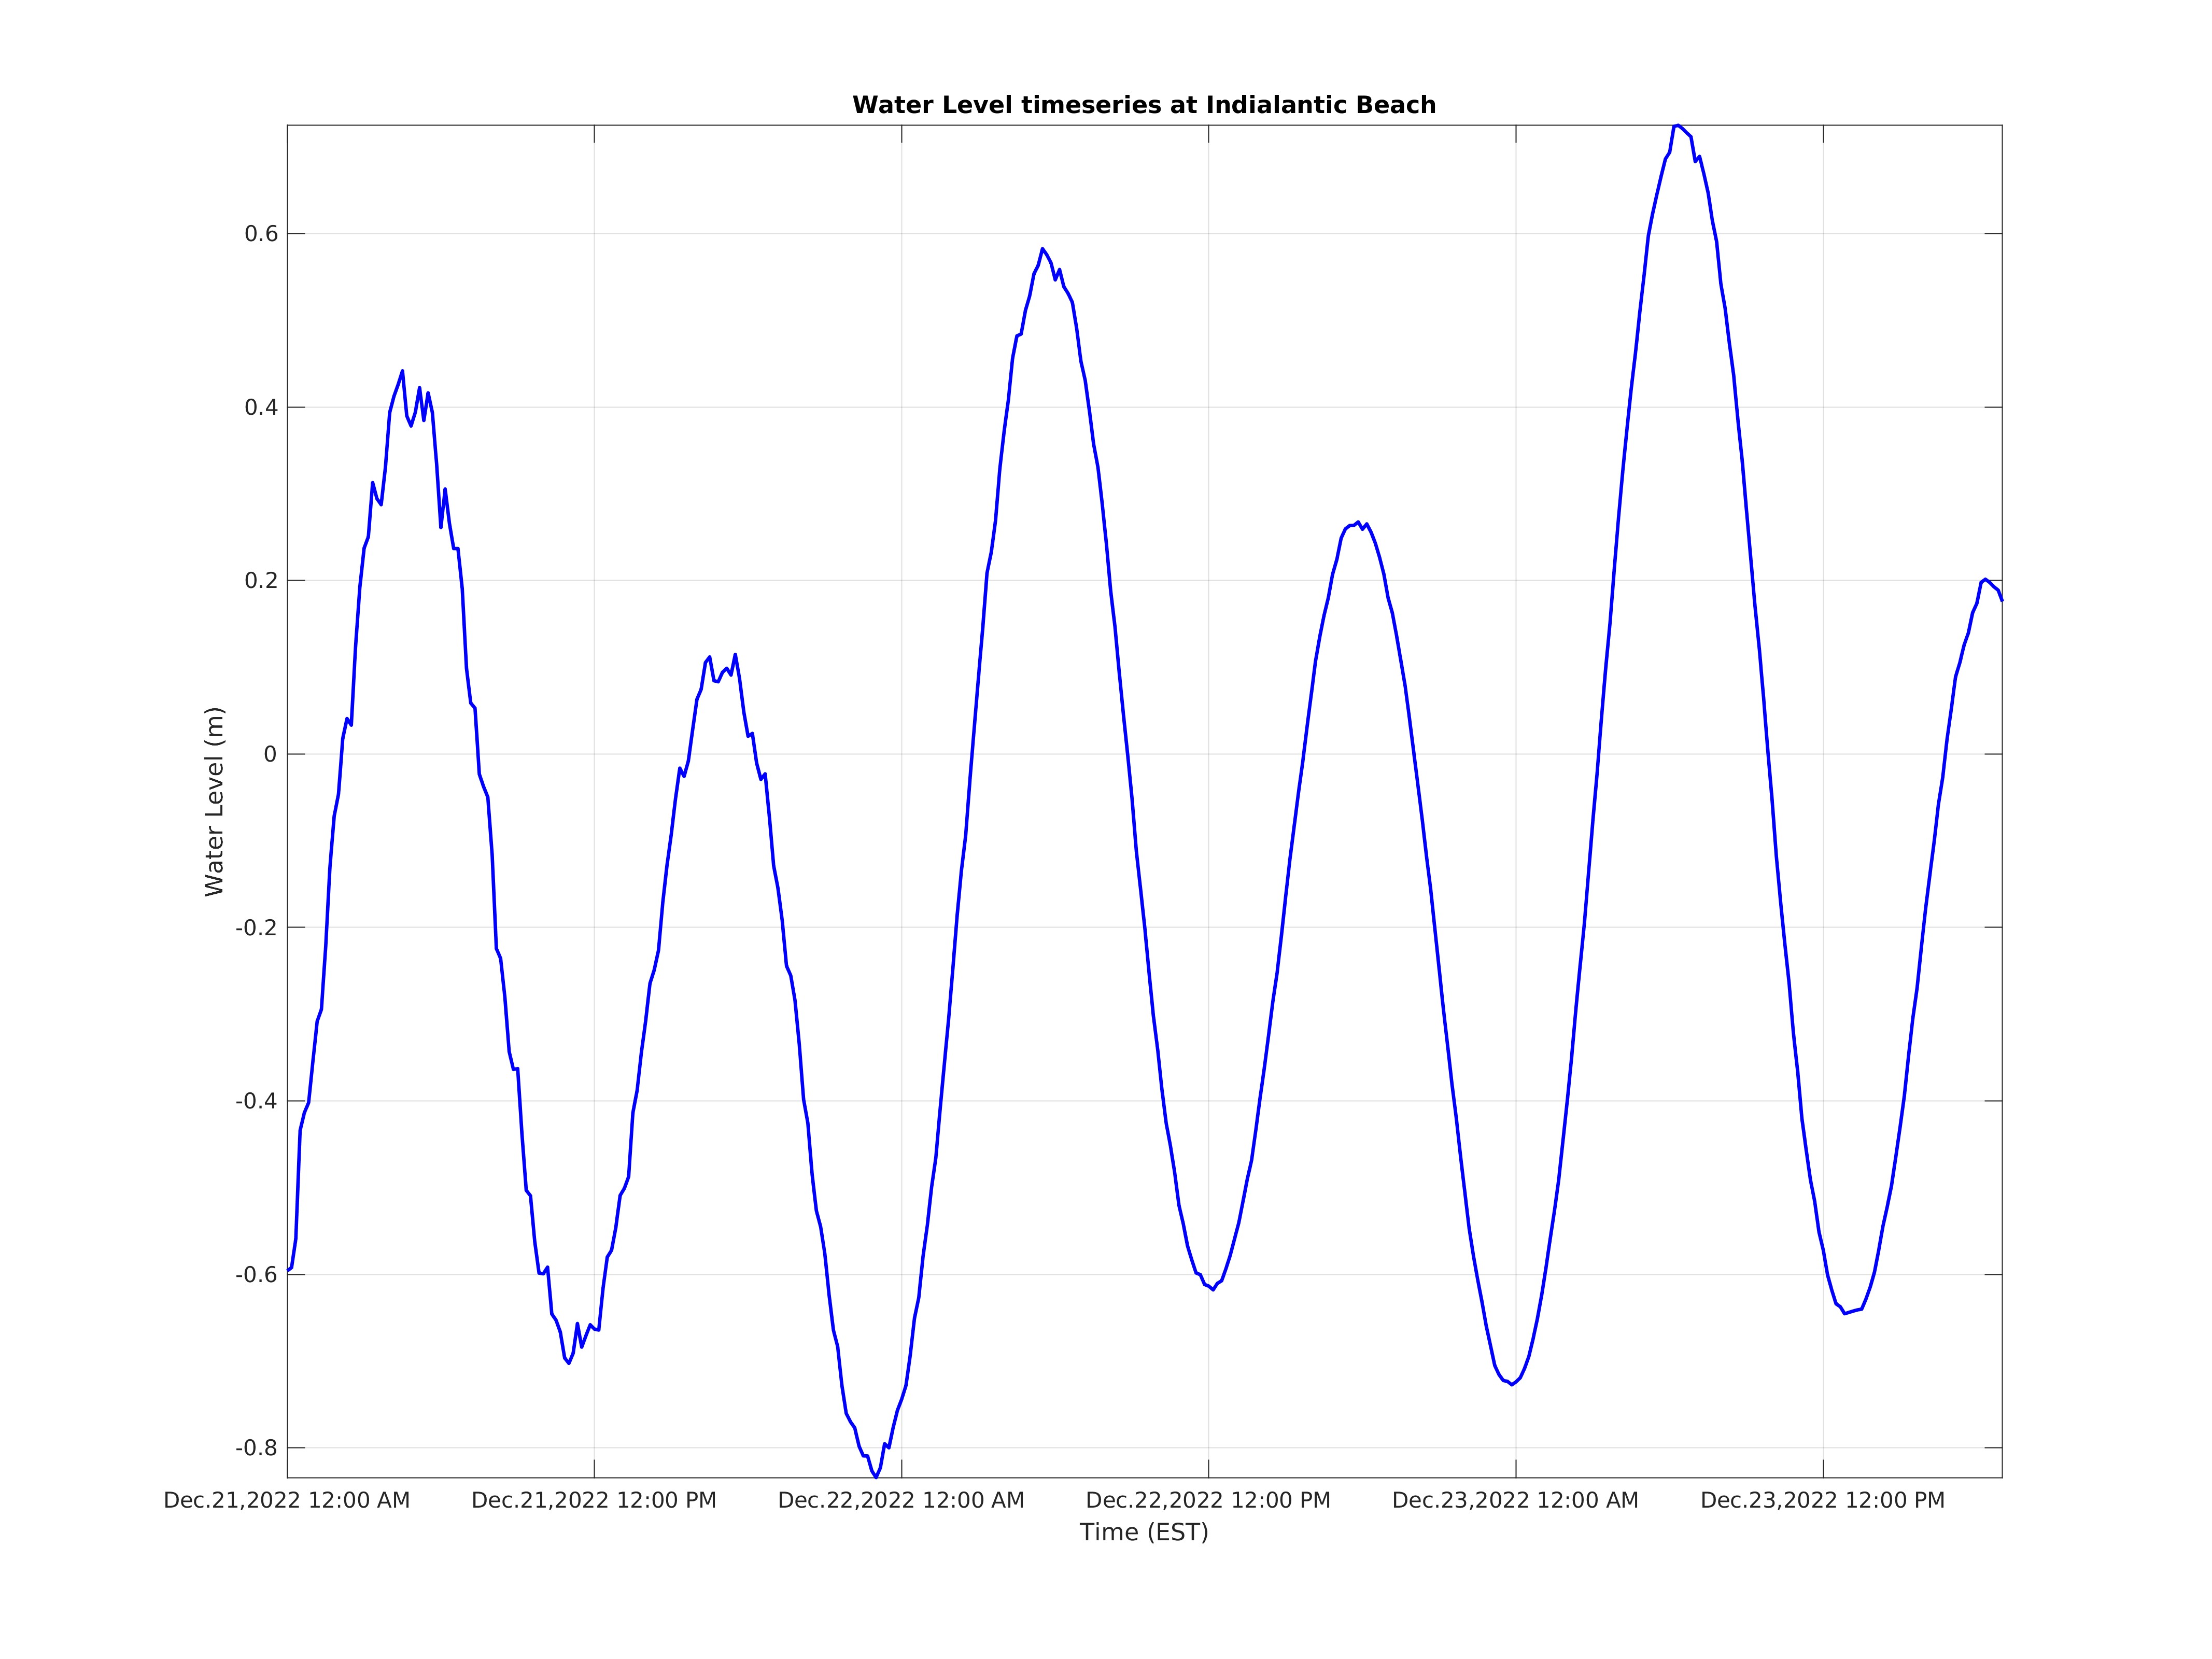 Water Level timeseries at Indialantic Beach
0.6
0.4
0.2
0
-0.2
-0.4
-0.6
-0.8
Water Level (m)
Dec.21,2022 12:00 AM Dec.21,2022 12:00 PM Dec.22,2022 12:00 AM Dec.22,2022 12:00 PM Dec.23,2022 12:00 AM Dec.23,2022 12:00 PM
Time (EST)